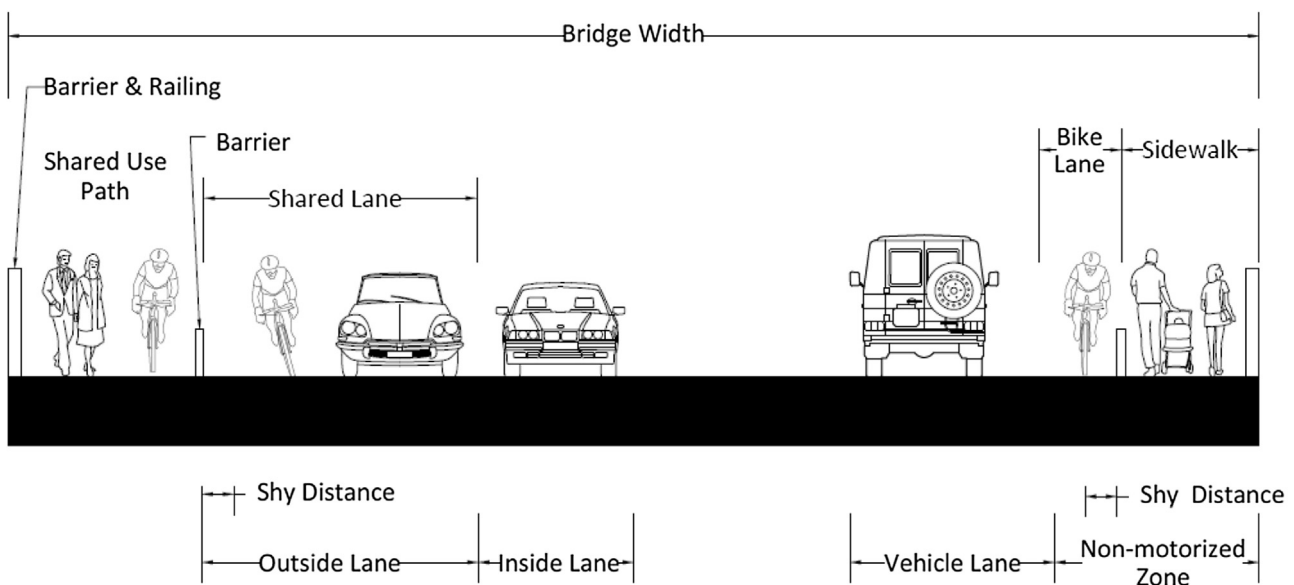 Bridge Width
Barrier & Railing
Barrier
Shared Use
Path
Shared Lane
Bike
Lane
Sidewalk
Shy Distance
Shy Distance
Outside Lane
Inside Lane
Vehicle Lane
Non-motorized
Zone